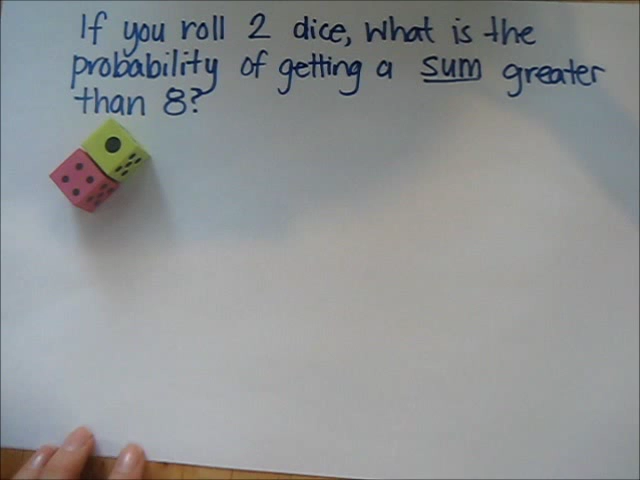 If you roll 2 dice, what is the
probability of getting a sum greater
than 8?